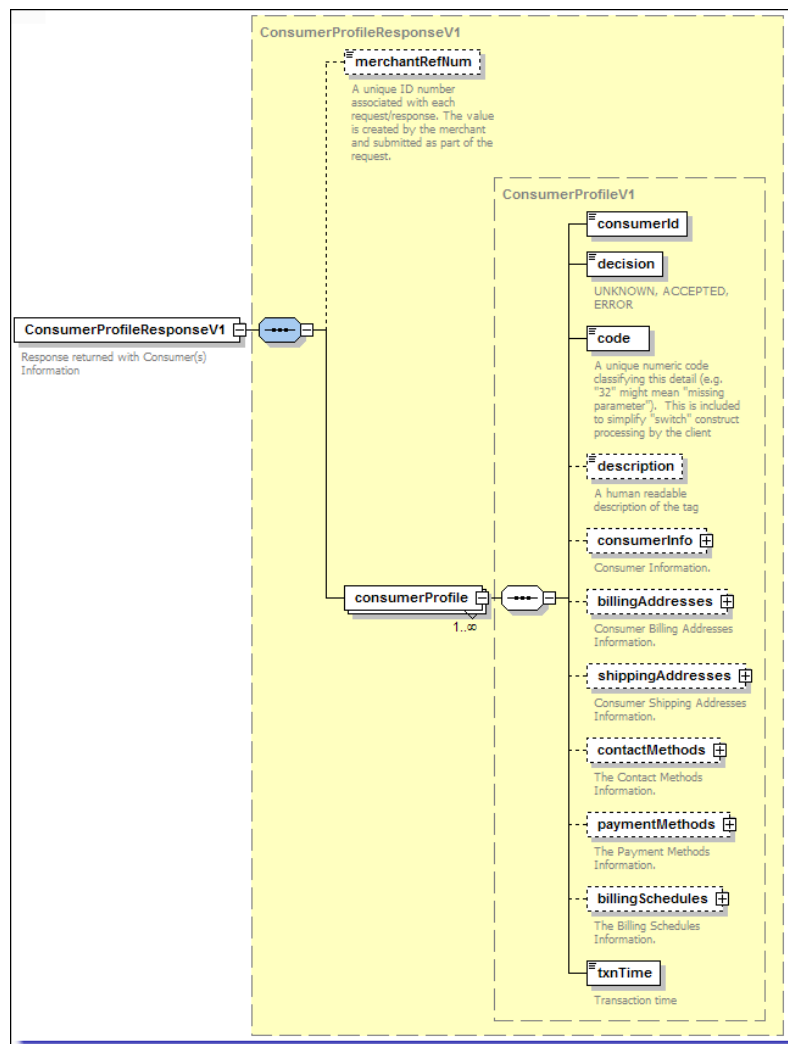 ConsumerProfileResponseV1
merchantRefNum
A unique ID number
associated with each
request/response. The value
is created by the merchant
and submitted as part of the
request.
ConsumerProfileV1
consumerId
decision
UNKNOWN, ACCEPTED,
ERROR
ConsumerProfileResponseV1
Response returned with Consumer(s)
Information
code
A unique numeric code
classifying this detail (e.g.
"32" might mean "missing
parameter"). This is included
to simplify "switch" construct
processing by the client
description
A human readable
description of the tag
consumerInfo
Consumer Information.
consumerProfile
1..∞
billingAddresses
Consumer Billing Addresses
Information.
shippingAddresses
Consumer Shipping Addresses
Information.
contactMethods
The Contact Methods
Information.
paymentMethods
The Payment Methods
Information.
billingSchedules
The Billing Schedules
Information.
txnTime
Transaction time